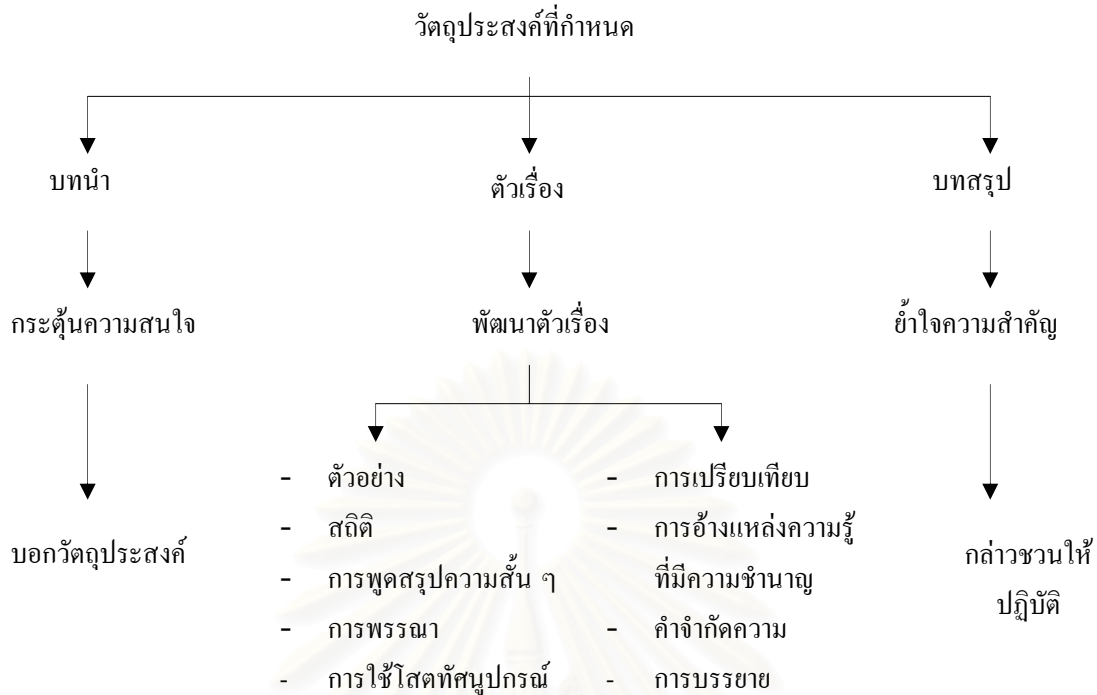 วัตถุประสงค์ที่กำหนด
บทนำ
ตัวเรื่อง
บทสรุป
กระตุ้นความสนใจ
พัฒนาตัวเรื่อง
ย้ำใจความสำคัญ
บอกวัตถุประสงค์
- ตัวอย่าง
- สถิติ
- การพูดสรุปความสั้น ๆ
- การพรรณา
- การใช้โสตทัศนูปกรณ์
- การเปรียบเทียบ
- การอ้างแหล่งความรู้
ที่มีความชำนาญ
- คำจำกัดความ
- การบรรยาย
กล่าวชวนให้
ปฏิบัติ